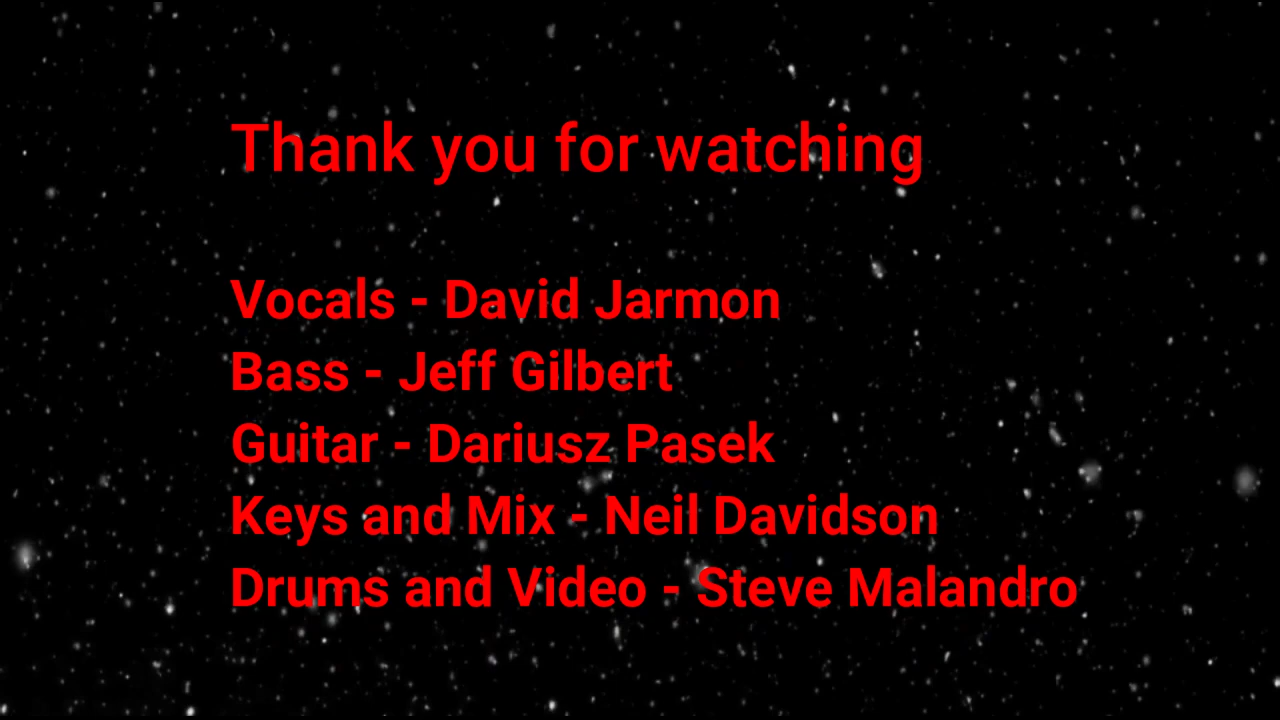 Thank you for watching
Vocals - David Jarmon
Bass - Jeff Gilbert
Guitar - Dariusz Pasek
Keys and Mix - Neil Davidson
Drums and Video - Steve Malandro